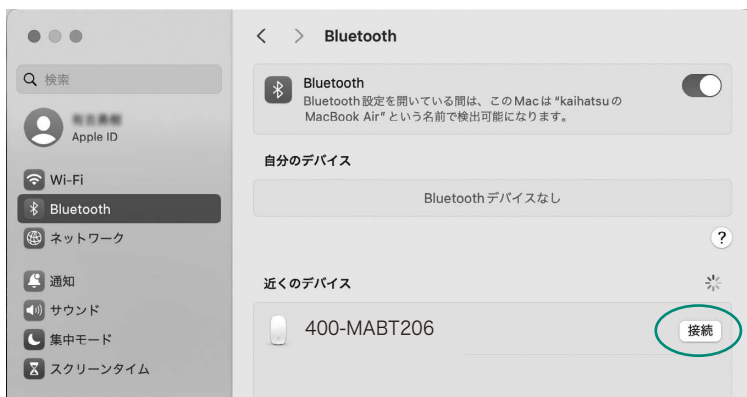 Bluetooth
検索
Apple ID
Wi-Fi
Bluetooth
ネットワーク
通知
サウンド
集中モード
スクリーンタイム
Bluetooth
Bluetooth設定を開いている間は、このMacは“kaihatsuの
MacBook Air”という名前で検出可能になります。
自分のデバイス
Bluetoothデバイスなし
?
近くのデバイス
400-MABT206
接続